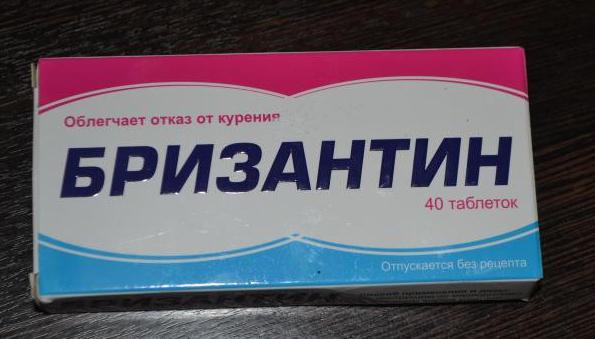 Облегчает отказ от курения
БРИЗАНТИН
40 таблеток
Отпускается без рецепта